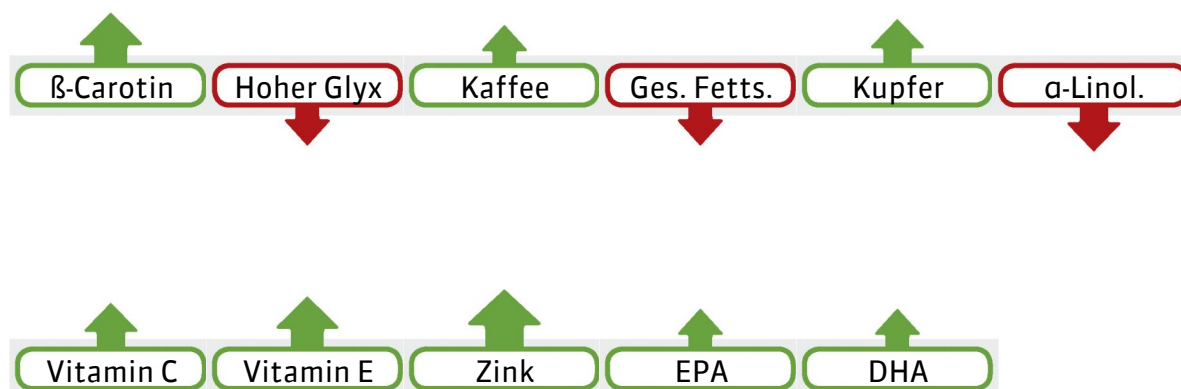 ß-Carotin Hoher Glyx Kaffee Ges. Fetts. Kupfer α-Linol.
Vitamin C Vitamin E Zink EPA DHA